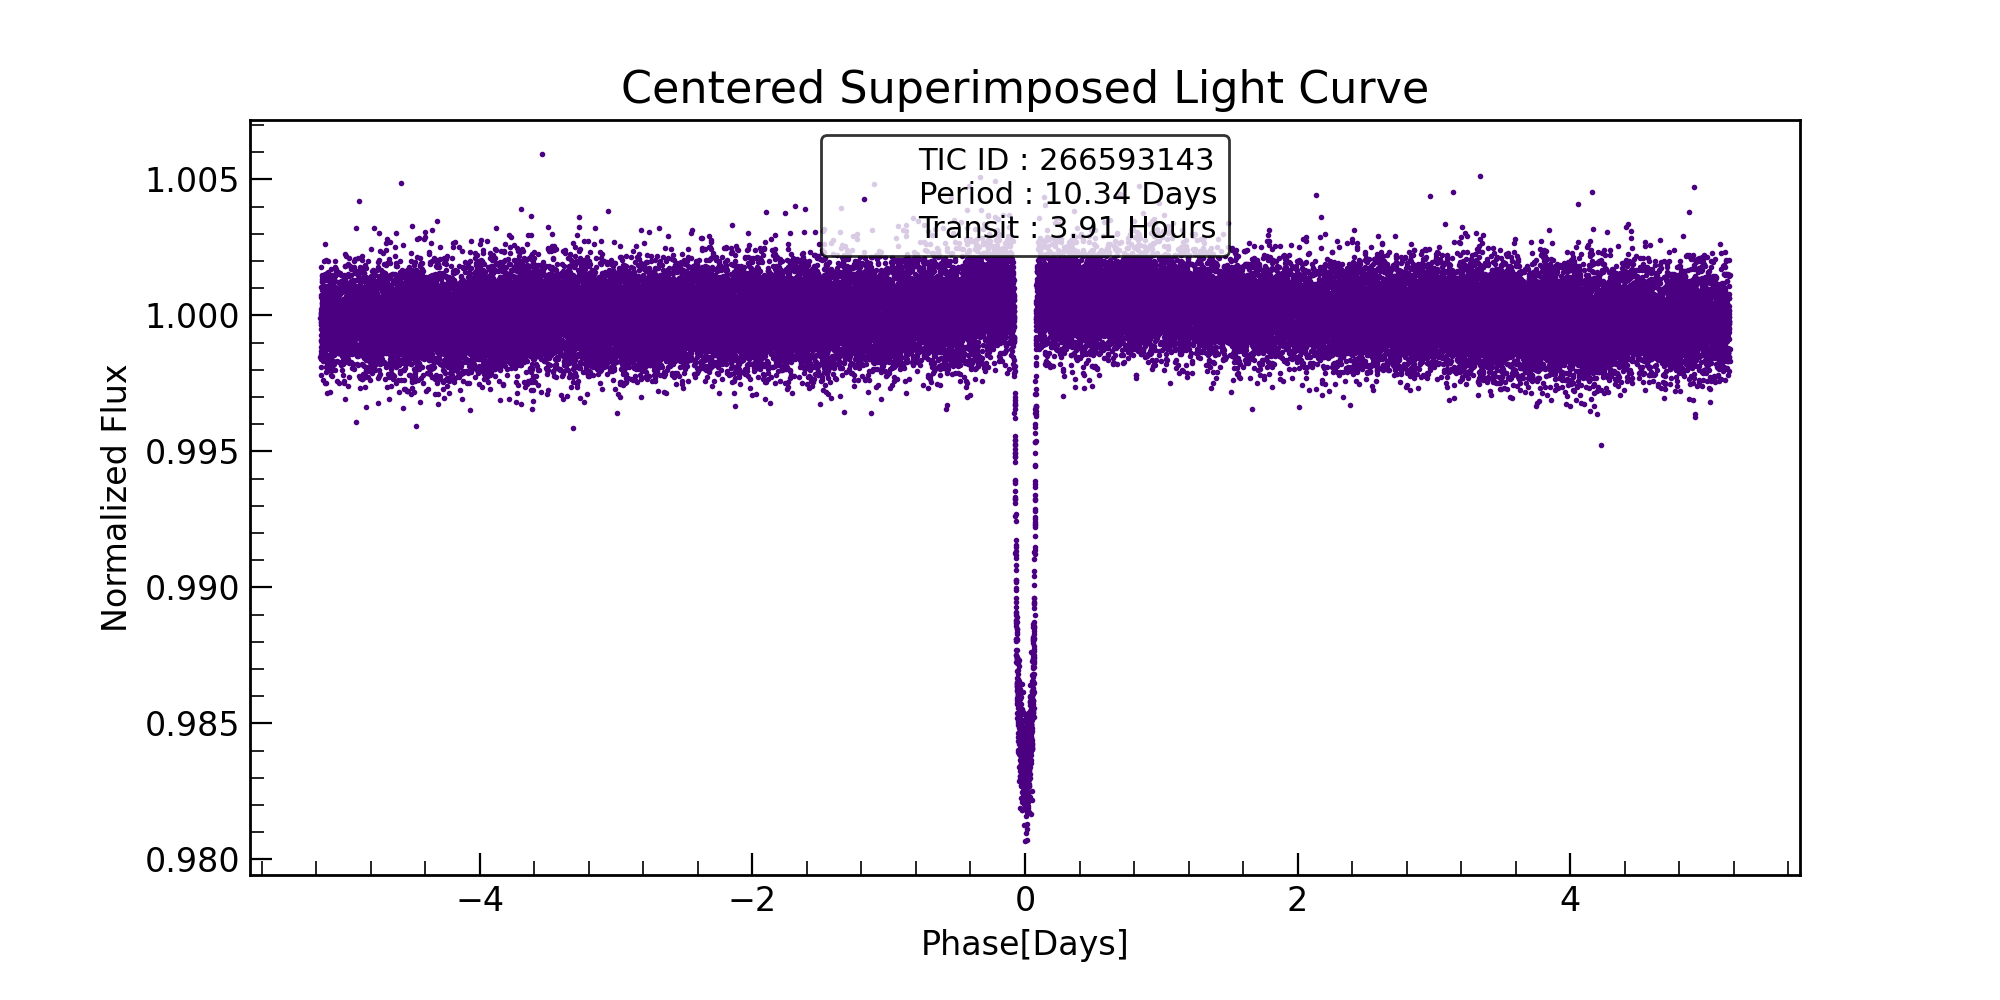 Centered Superimposed Light Curve
TIC ID : 266593143
Period : 10.34 Days
Transit : 3.91 Hours
1.005
1.000
0.995
0.990
0.985
0.980
Normalized Flux
−4
−2
0
2
4
Phase[Days]